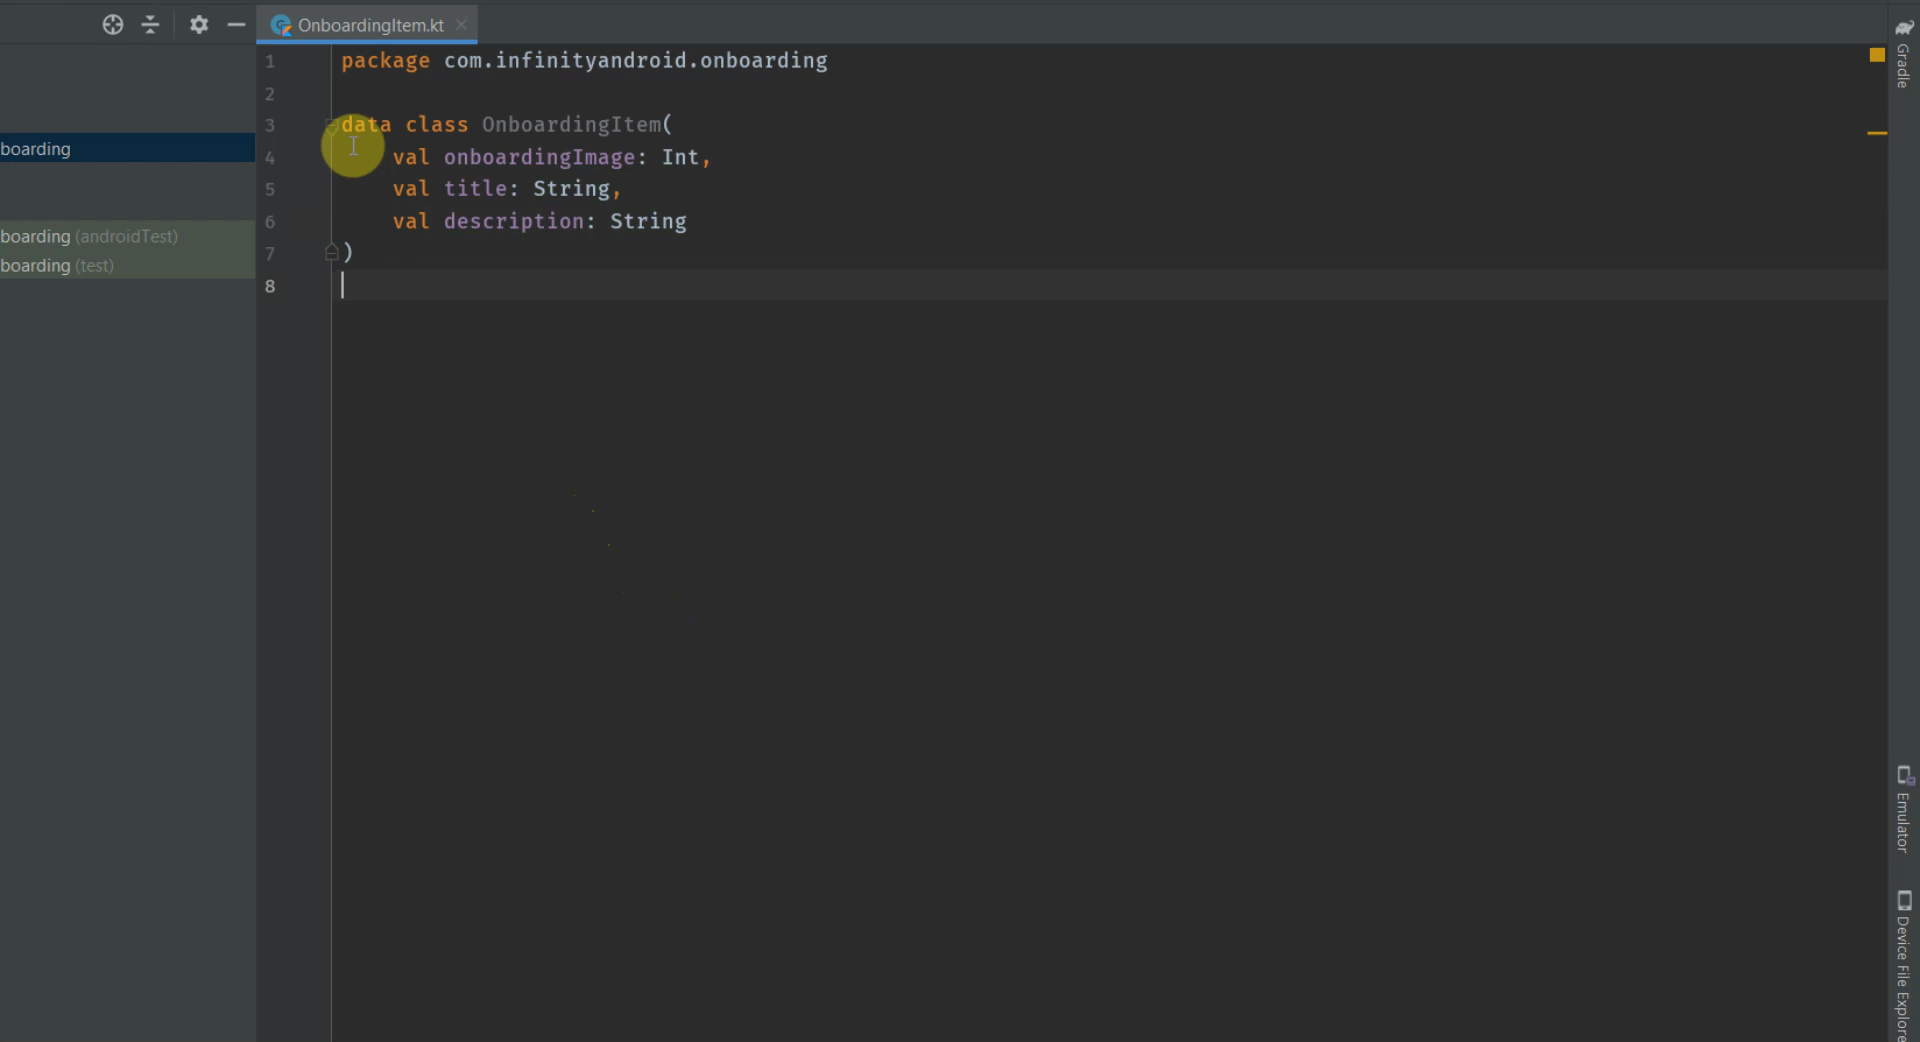 OnboardingItem.kt
Gradle
1 package com.infinityandroid.onboarding
2
3 data class OnboardingItem(
boarding
4 val onboardingImage: Int,
5 val title: String,
6 val description: String
boarding (androidTest)
7 )
boarding (test)
8
Emulator
Device File Explore